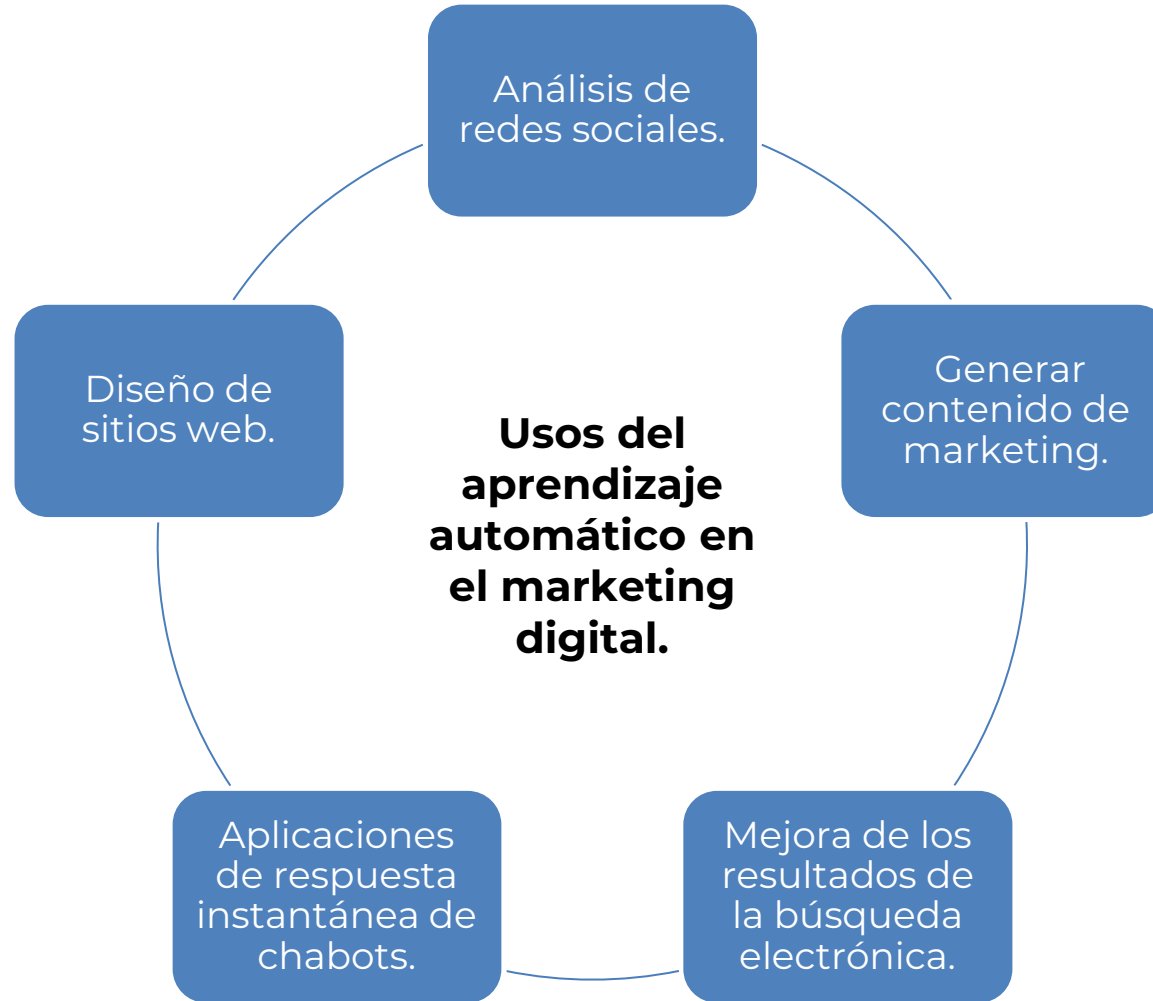 Análisis de
redes sociales.
Generar
contenido de
marketing.
Diseño de
sitios web.
Usos del
aprendizaje
automático en
el marketing
digital.
Mejora de los
resultados de
la búsqueda
electrónica.
Aplicaciones
de respuesta
instantánea de
chabots.